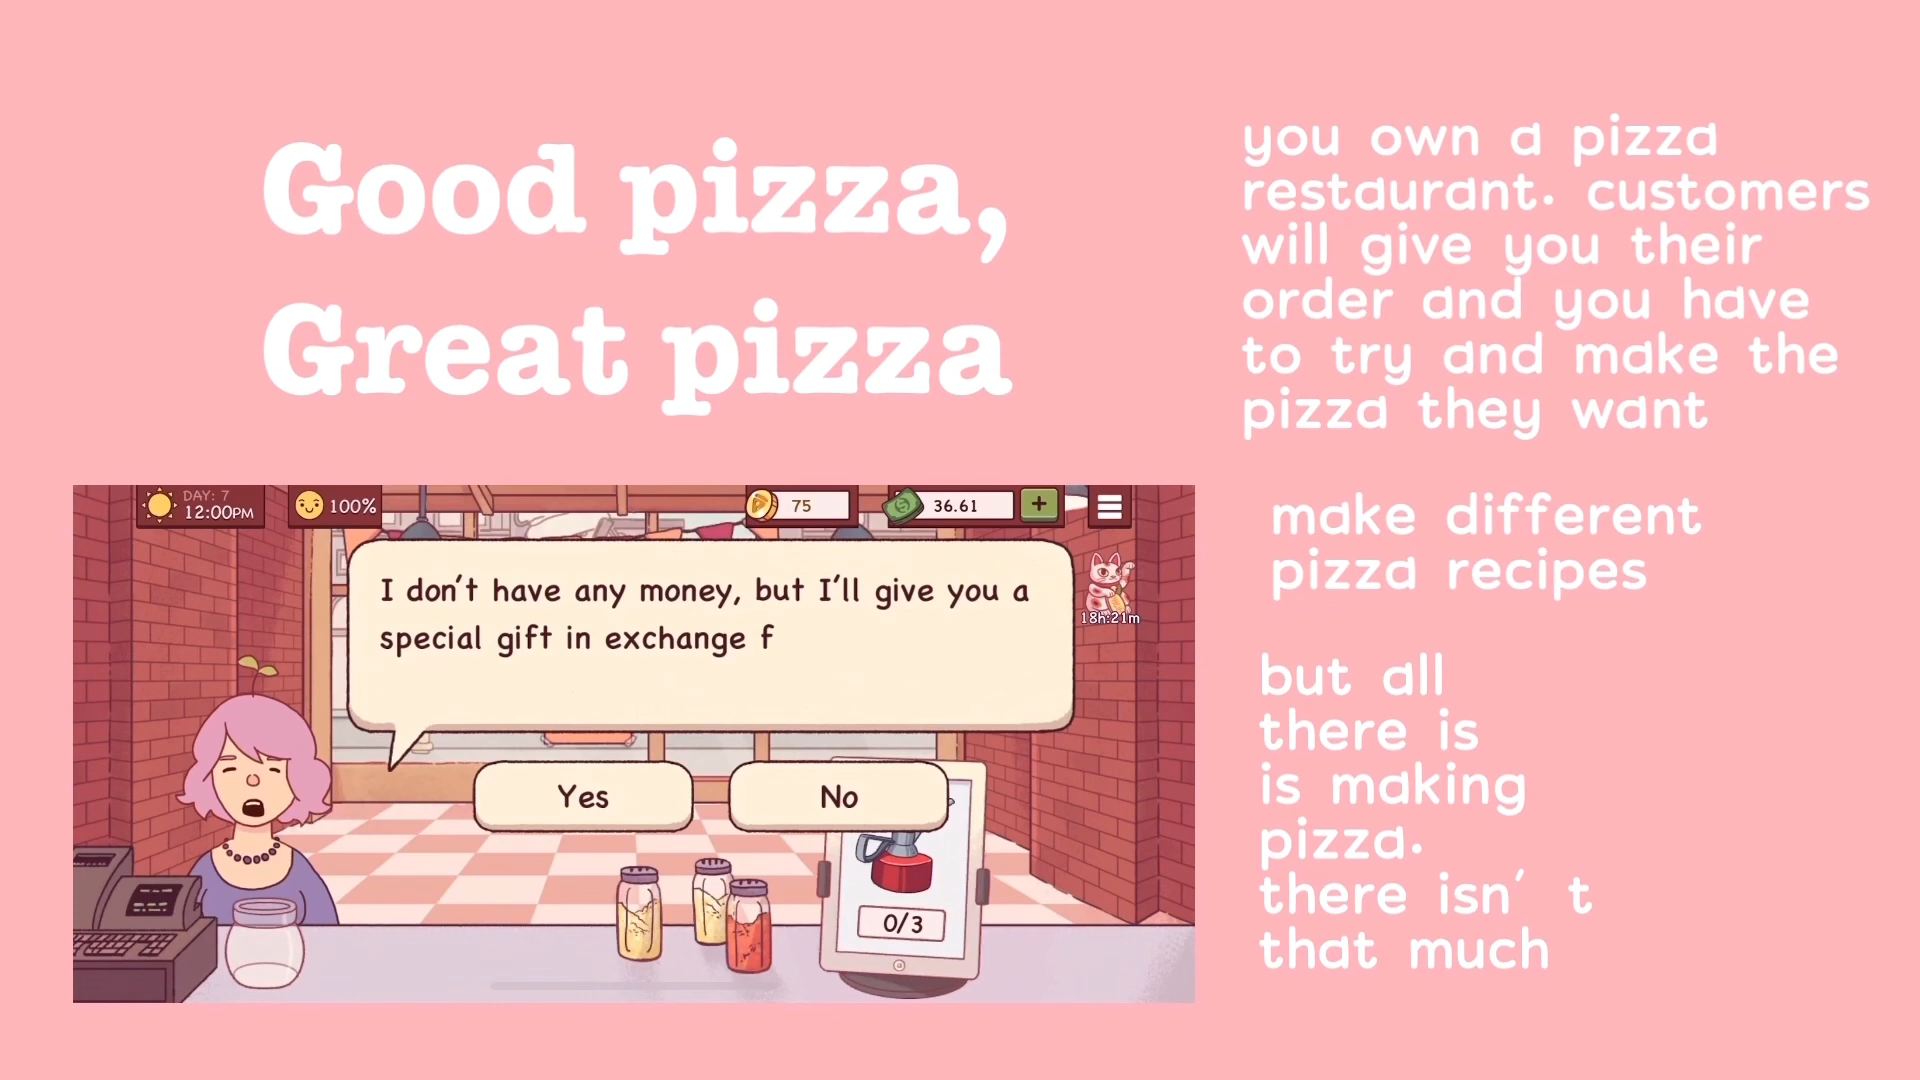 Good pizza,
Great pizza
you own a pizza
restaurant. customers
will give you their
order and you have
to try and make the
pizza they want
DAY: 7
12:00PM
100%
75
36.61
+
I don't have any money, but I'll give you a
special gift in exchange f
18h:21m
Yes
No
0/3
make different
pizza recipes
but all
there is
is making
pizza.
there isn' t
that much